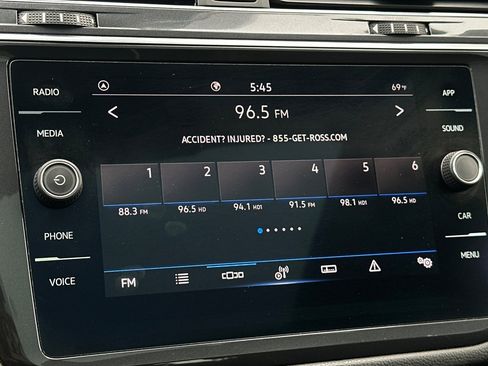 RADIO
MEDIA
PHONE
VOICE
5:45
69°F
96.5 FM
ACCIDENT? INJURED? - 855-GET-ROSS.COM
1 2 3 4 5 6
88.3 FM 96.5 HD 94.1 HD1 91.5 FM 98.1 HD1 96.5 HD
FM
APP
SOUND
CAR
MENU